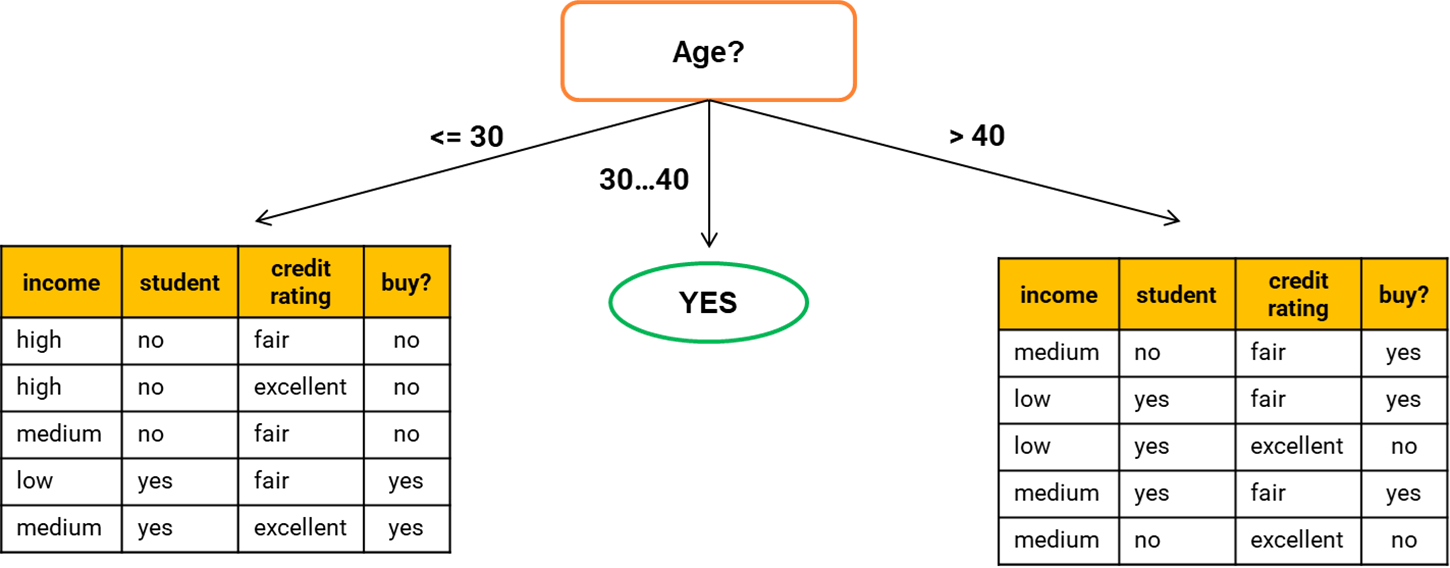 Age?
<= 30
30...40
> 40
income student credit rating buy?
high no fair no
high no excellent no
medium no fair no
low yes fair yes
medium yes excellent yes
YES
income student credit rating buy?
medium no fair yes
low yes fair yes
low yes excellent no
medium yes fair yes
medium no excellent no